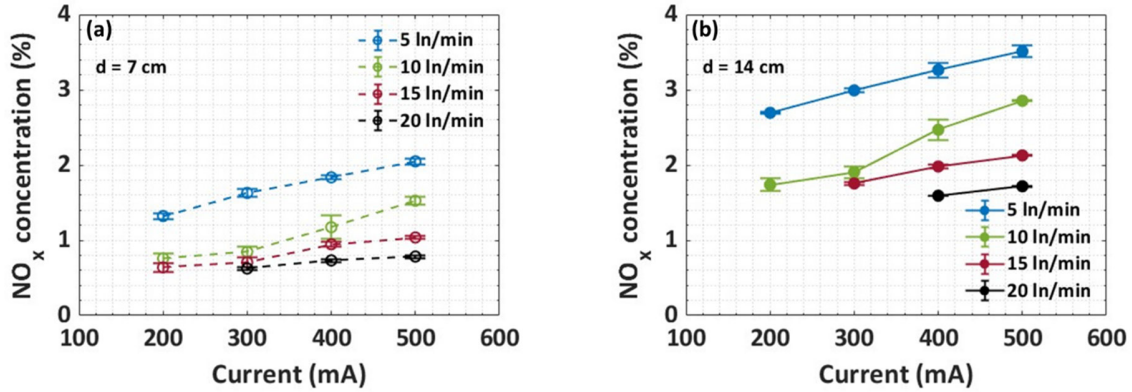 (a)
d = 7 cm
5 ln/min
10 ln/min
15 ln/min
20 ln/min
4
3
2
1
0
100 200 300 400 500 600
Current (mA)
NOx concentration (%)
(b)
d = 14 cm
5 ln/min
10 ln/min
15 ln/min
20 ln/min
4
3
2
1
0
100 200 300 400 500 600
Current (mA)
NOx concentration (%)